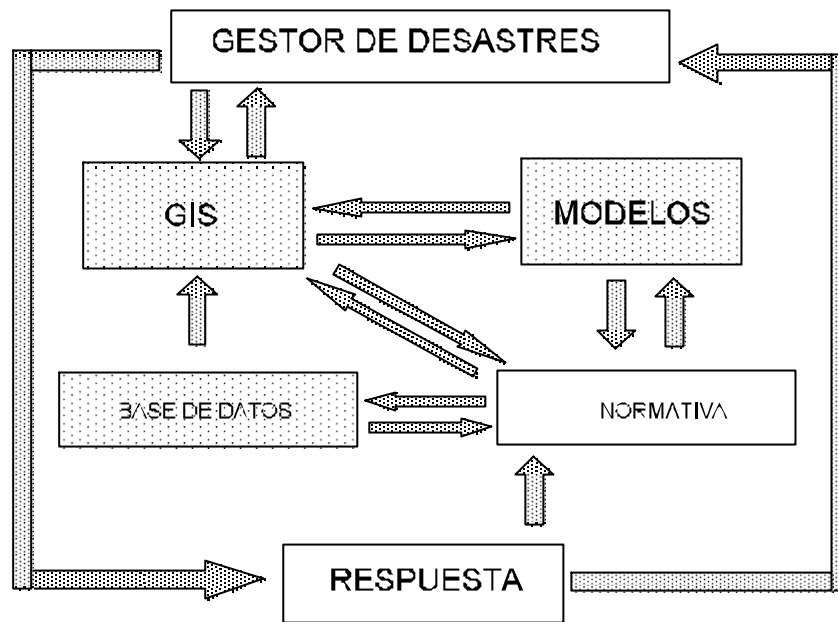 GESTOR DE DESASTRES
GIS
MODELOS
BASE DE DATOS
NORMATIVA
RESPUESTA